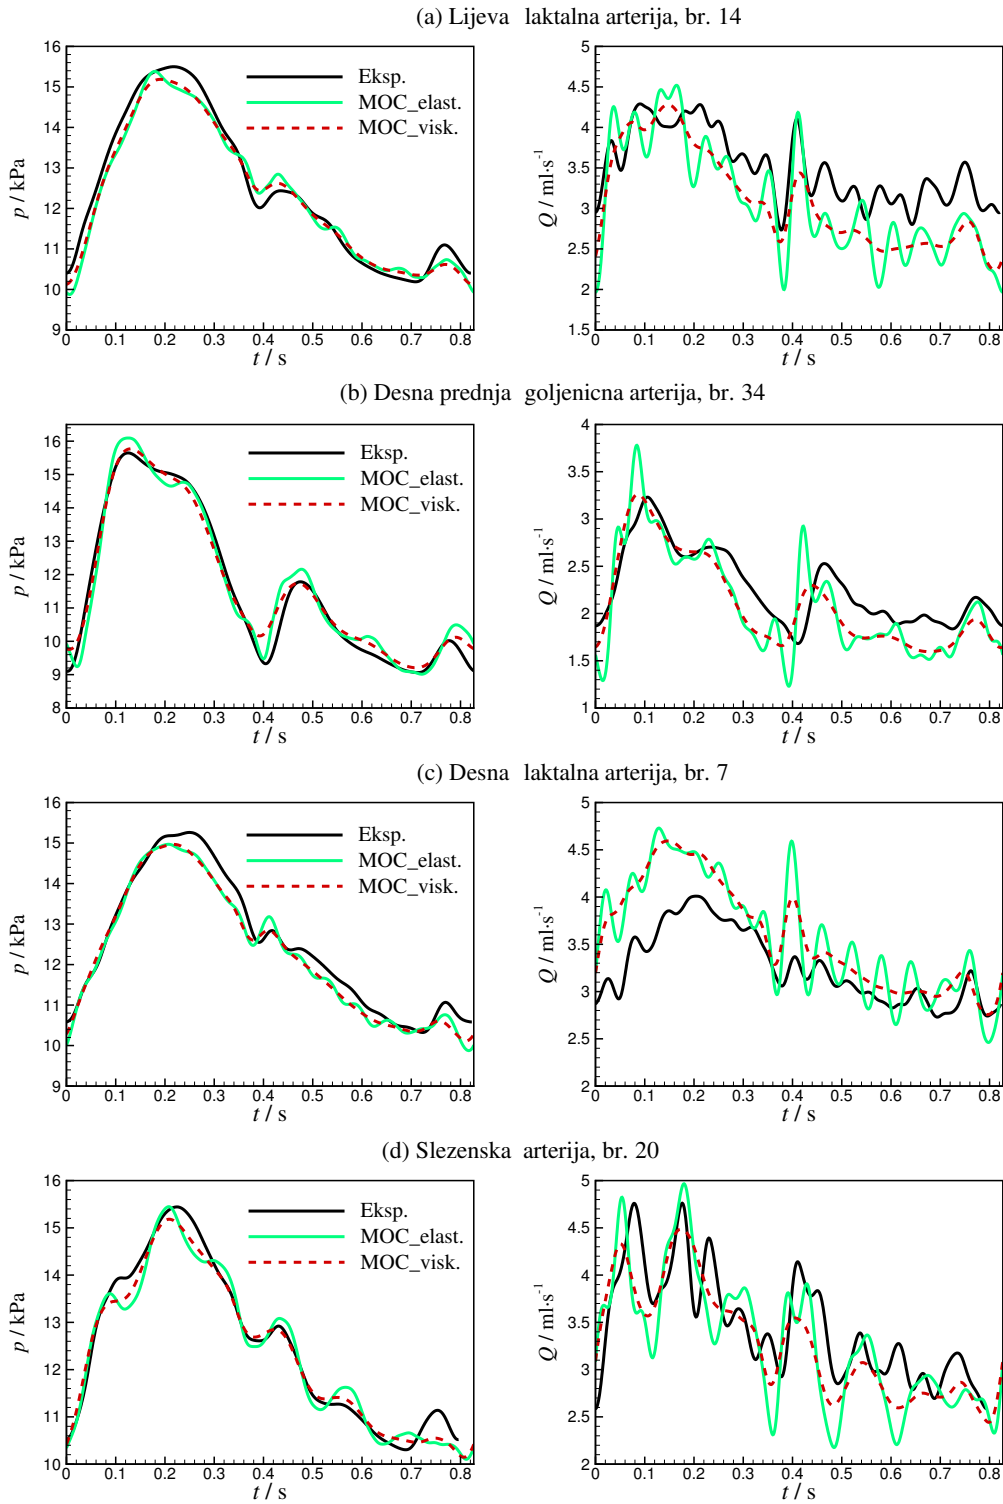 (a) Lijeva laktalna arterija, br. 14
p / kPa
16
15
14
13
12
11
10
9
0 0.1 0.2 0.3 0.4 0.5 0.6 0.7 0.8
t / s
Eksp.
MOC_elast.
MOC_visk.
Q / ml·s-1
5
4.5
4
3.5
3
2.5
2
1.5
0 0.1 0.2 0.3 0.4 0.5 0.6 0.7 0.8
t / s
(b) Desna prednja goljenicna arterija, br. 34
p / kPa
16
15
14
13
12
11
10
9
8
0 0.1 0.2 0.3 0.4 0.5 0.6 0.7 0.8
t / s
Eksp.
MOC_elast.
MOC_visk.
Q / ml·s-1
4
3.5
3
2.5
2
1.5
1
0 0.1 0.2 0.3 0.4 0.5 0.6 0.7 0.8
t / s
(c) Desna laktalna arterija, br. 7
p / kPa
16
15
14
13
12
11
10
9
0 0.1 0.2 0.3 0.4 0.5 0.6 0.7 0.8
t / s
Eksp.
MOC_elast.
MOC_visk.
Q / ml·s-1
5
4.5
4
3.5
3
2.5
2
0 0.1 0.2 0.3 0.4 0.5 0.6 0.7 0.8
t / s
(d) Slezenska arterija, br. 20
p / kPa
16
15
14
13
12
11
10
0 0.1 0.2 0.3 0.4 0.5 0.6 0.7 0.8
t / s
Eksp.
MOC_elast.
MOC_visk.
Q / ml·s-1
5
4.5
4
3.5
3
2.5
2
0 0.1 0.2 0.3 0.4 0.5 0.6 0.7 0.8
t / s